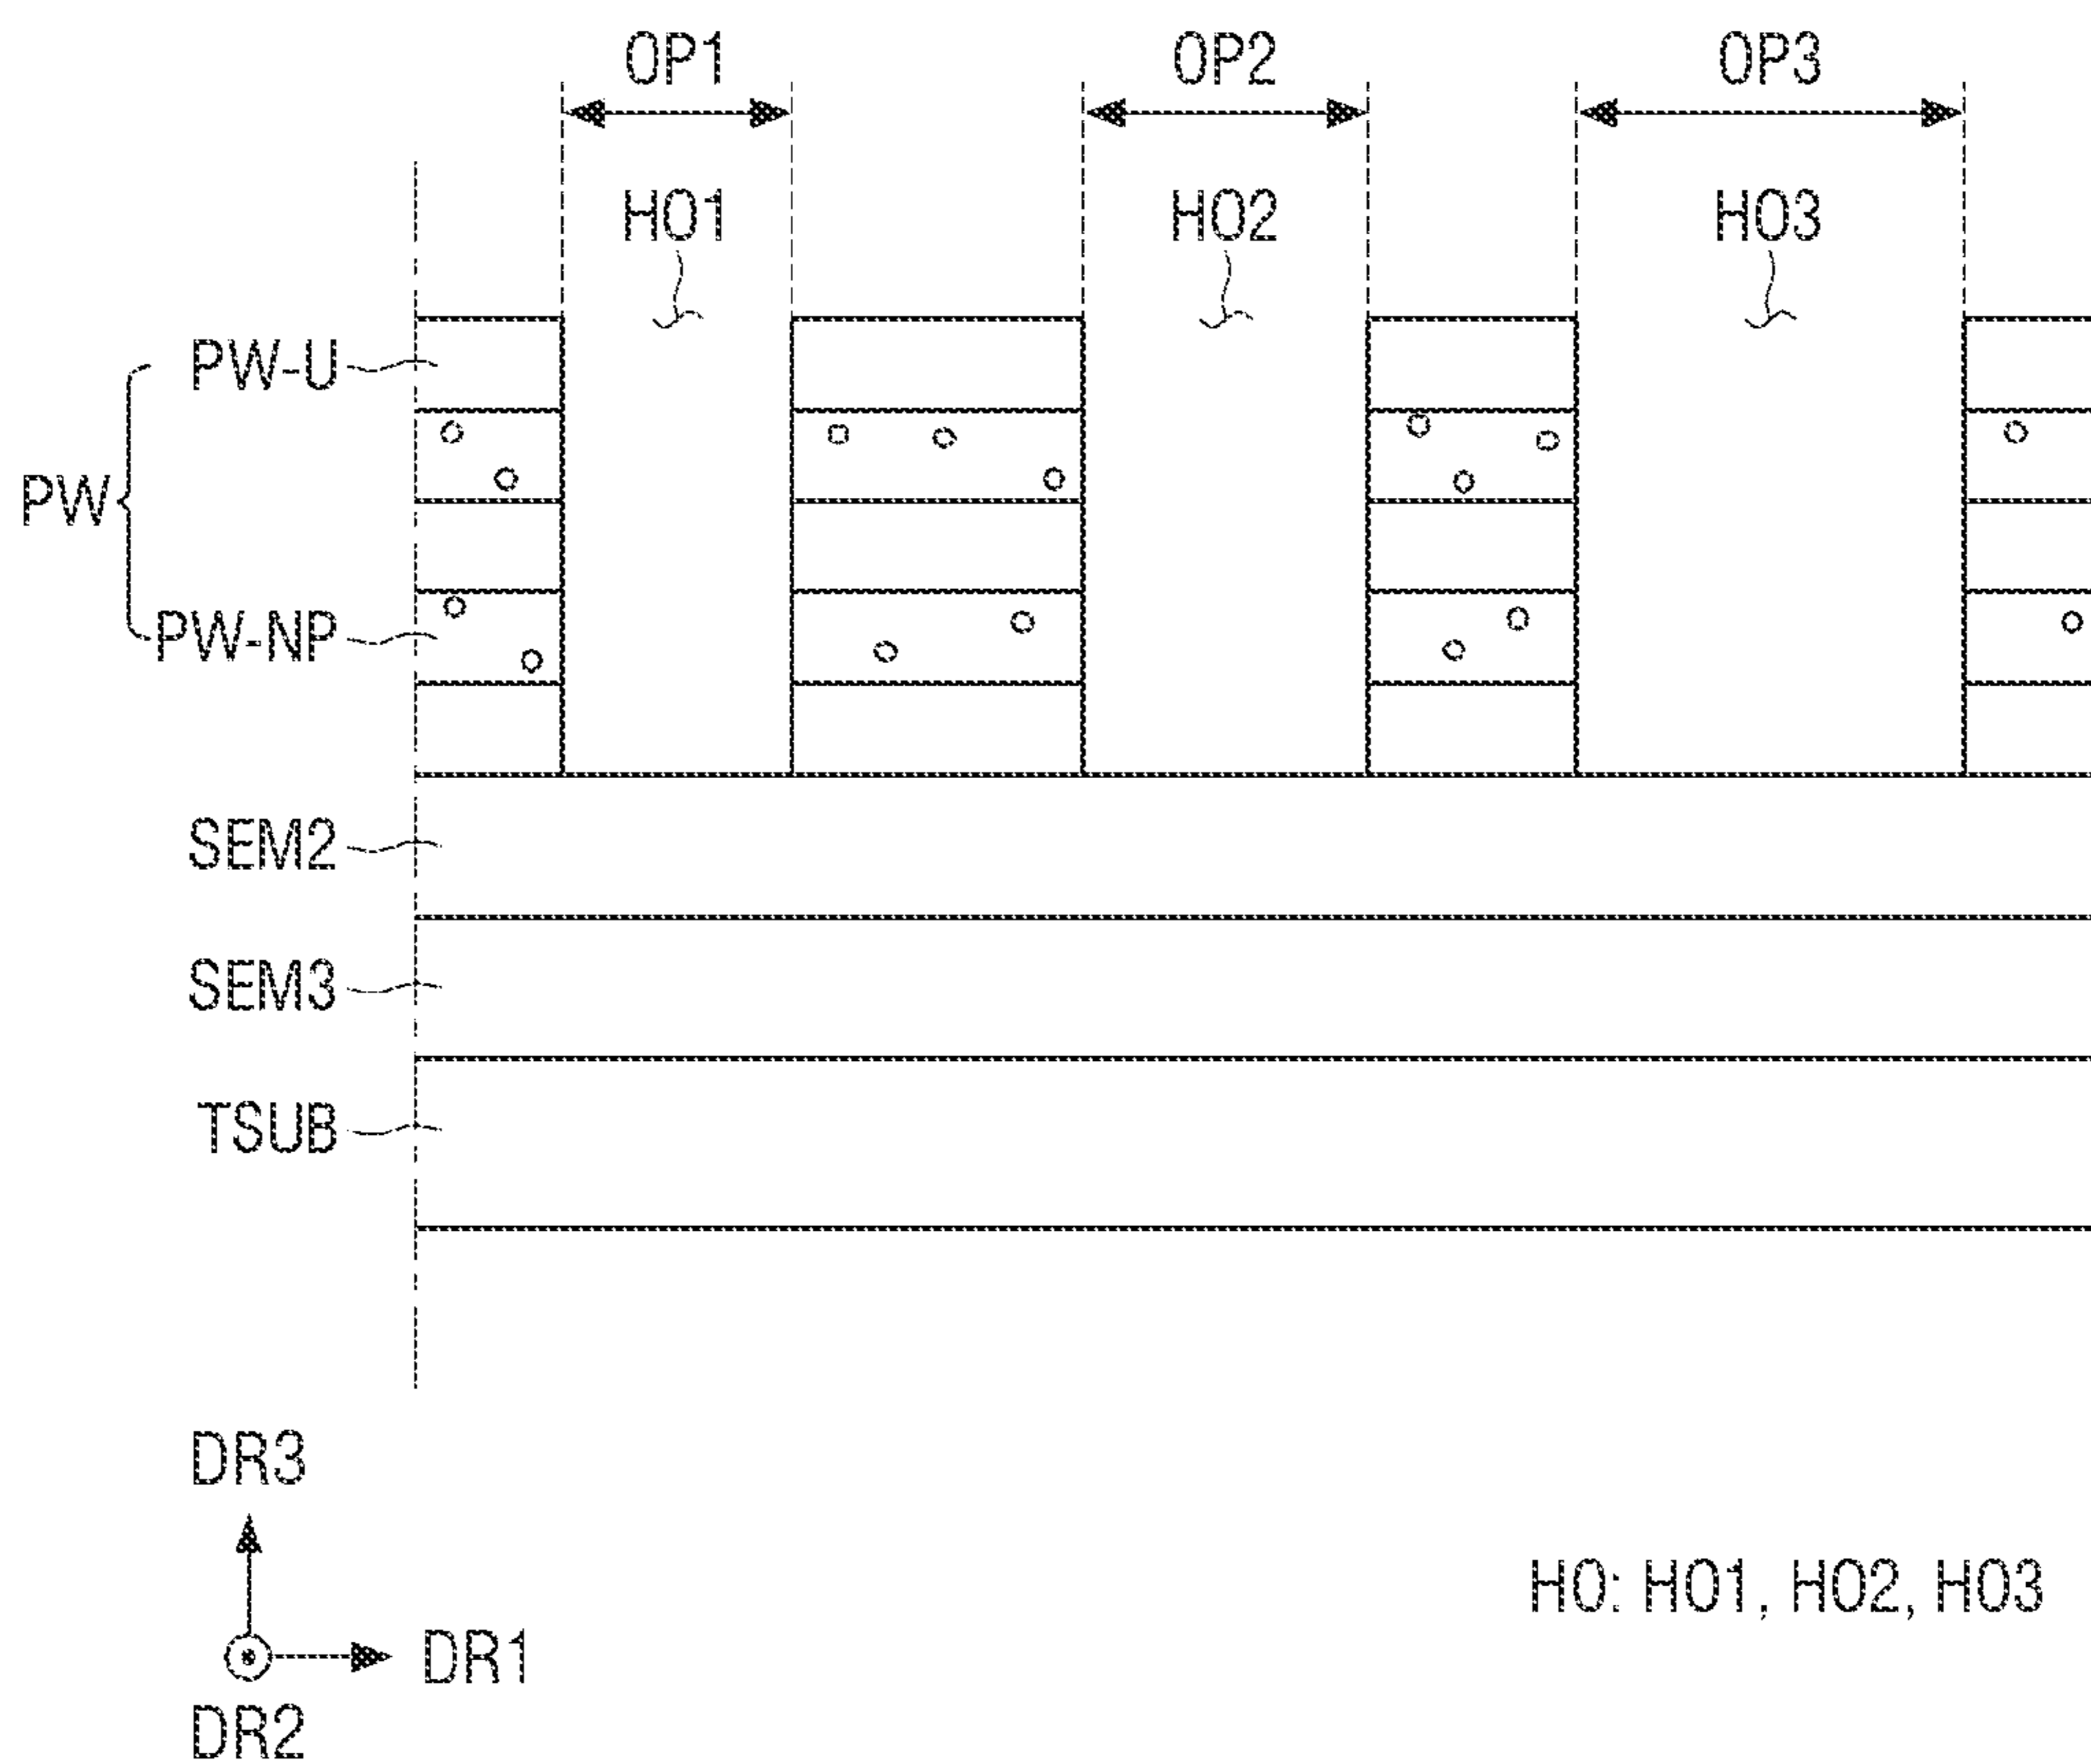 OP1 OP2 OP3
HO1 HO2 HO3
PW-U
PW
PW-NP
SEM2
SEM3
TSUB
DR3
HO: HO1, HO2, HO3
DR1
DR2